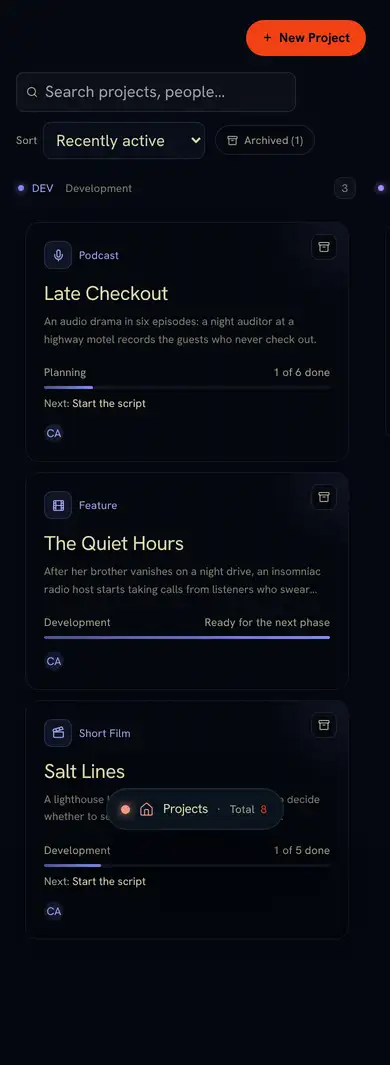 + New Project
Search projects, people...
Sort Recently active Archived (1)
DEV Development 3
Podcast
Late Checkout
An audio drama in six episodes: a night auditor at a
highway motel records the guests who never check out.
Planning 1 of 6 done
Next: Start the script
CA
Feature
The Quiet Hours
After her brother vanishes on a night drive, an insomniac
radio host starts taking calls from listeners who swear...
Development Ready for the next phase
CA
Short Film
Salt Lines
A lighthouse decide
whether to
Projects · Total 8
Development 1 of 5 done
Next: Start the script
CA